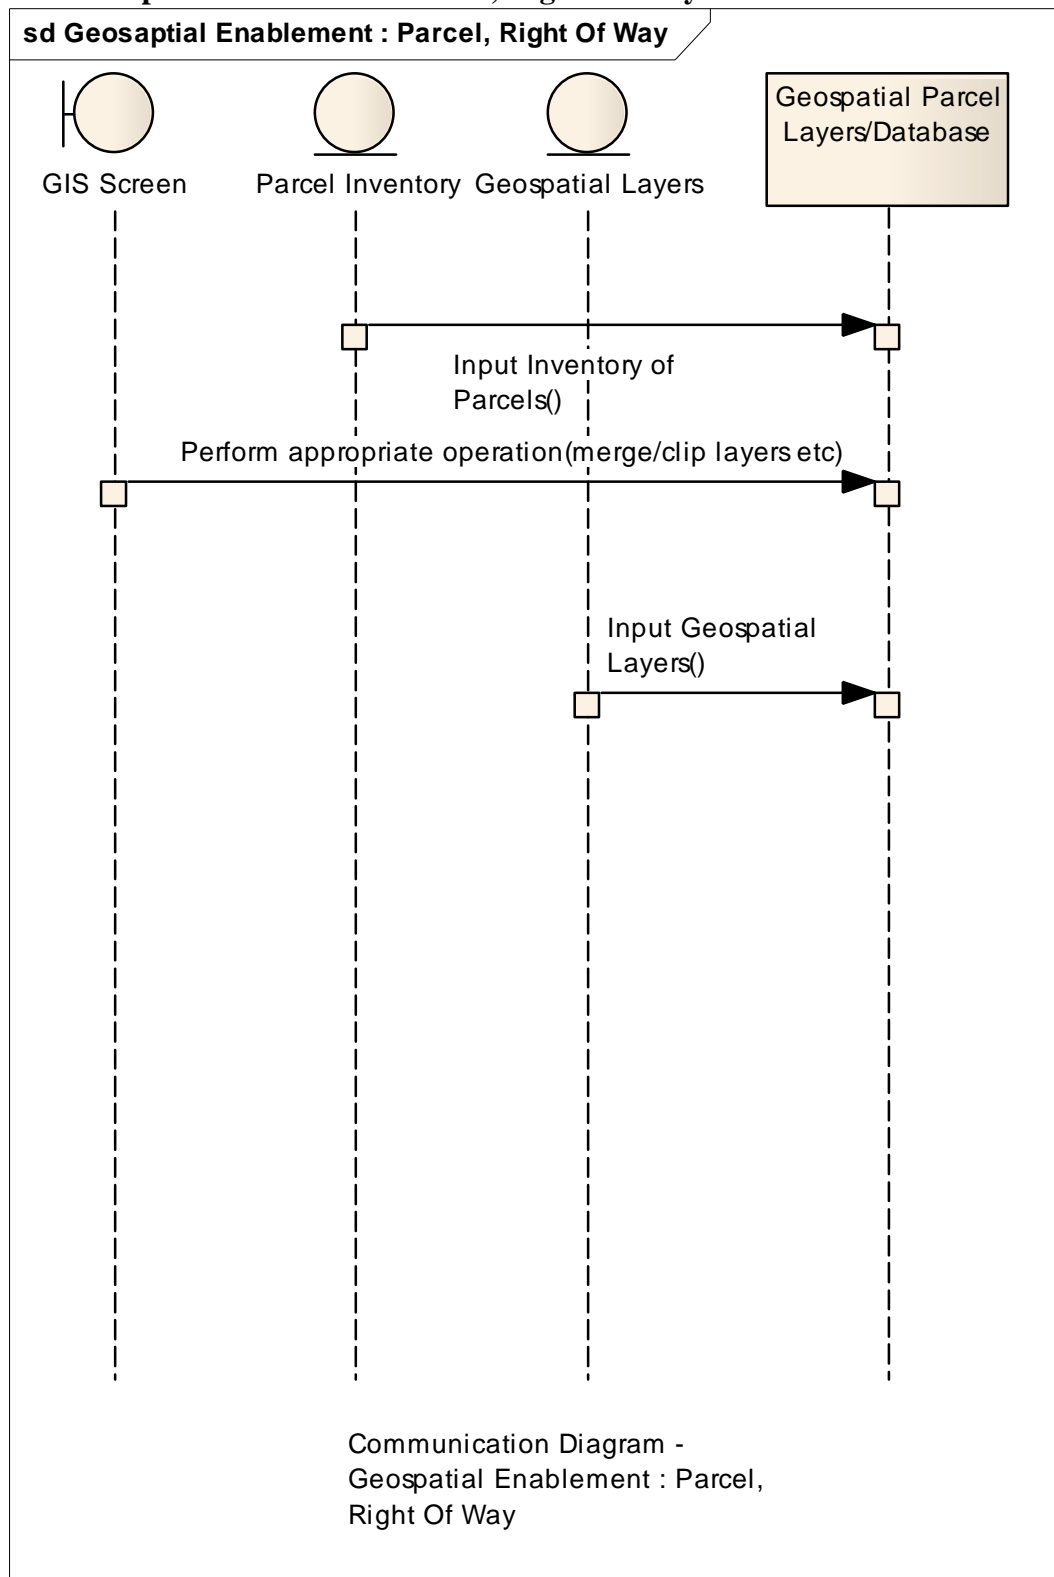 sd Geosaptial Enablement : Parcel, Right Of Way
GIS Screen
Parcel Inventory
Geospatial Layers
Geospatial Parcel
Layers/Database
Input Inventory of
Parcels()
Perform appropriate operation(merge/clip layers etc)
Input Geospatial
Layers()
Communication Diagram -
Geospatial Enablement : Parcel,
Right Of Way